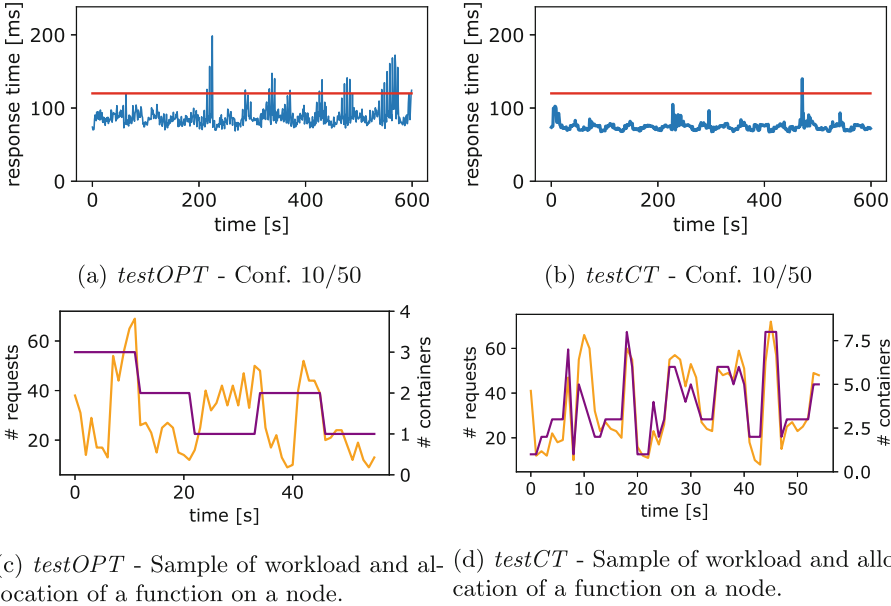 200
100
0
response time [ms]
0 200 400 600
time [s]
(a) testOPT - Conf. 10/50
200
100
0
response time [ms]
0 200 400 600
time [s]
(b) testCT - Conf. 10/50
60
40
20
# requests
4
3
2
1
0
# containers
0 20 40
time [s]
(c) testOPT - Sample of workload and al-
location of a function on a node.
60
40
20
# requests
7.5
5.0
2.5
0.0
# containers
0 10 20 30 40 50
time [s]
(d) testCT - Sample of workload and allo
cation of a function on a node.